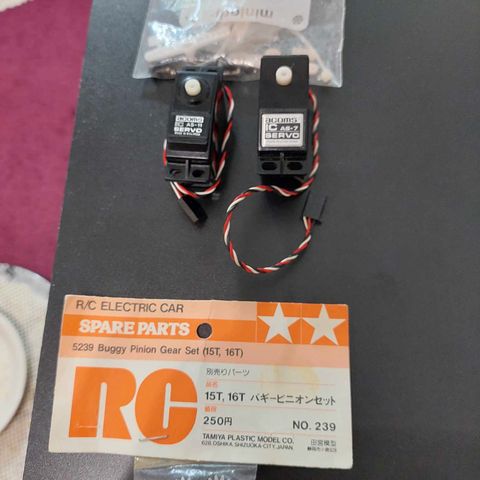 acoms
IC AS-11
SERVO
acoms
IC AS-7
SERVO
R/C ELECTRIC CAR
SPARE PARTS
5239 Buggy Pinion Gear Set (15T, 16T)
RC
別売りパーツ
品名
15T, 16T バギーピニオンセット
価格
250円
NO. 239
TAMIYA PLASTIC MODEL CO.
628, OSHIKA, SHIZUOKA-CITY, JAPAN.
田宮模型